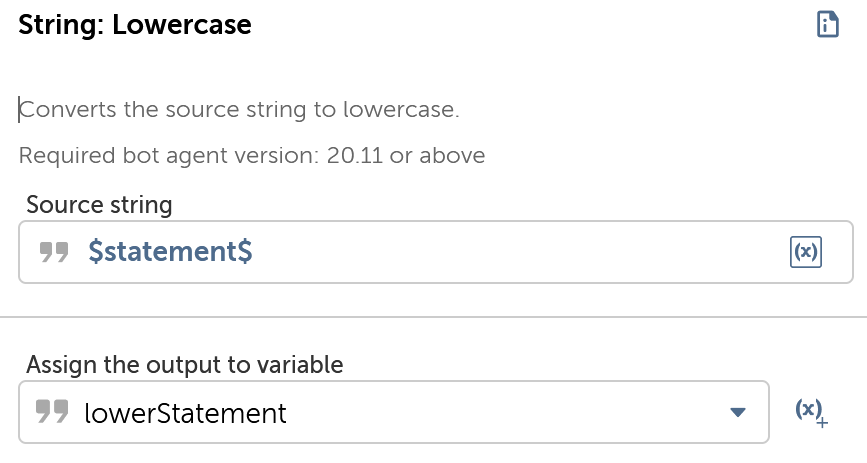 String: Lowercase
Converts the source string to lowercase.
Required bot agent version: 20.11 or above
Source string
$statement$
(x)
Assign the output to variable
lowerStatement
(x)+